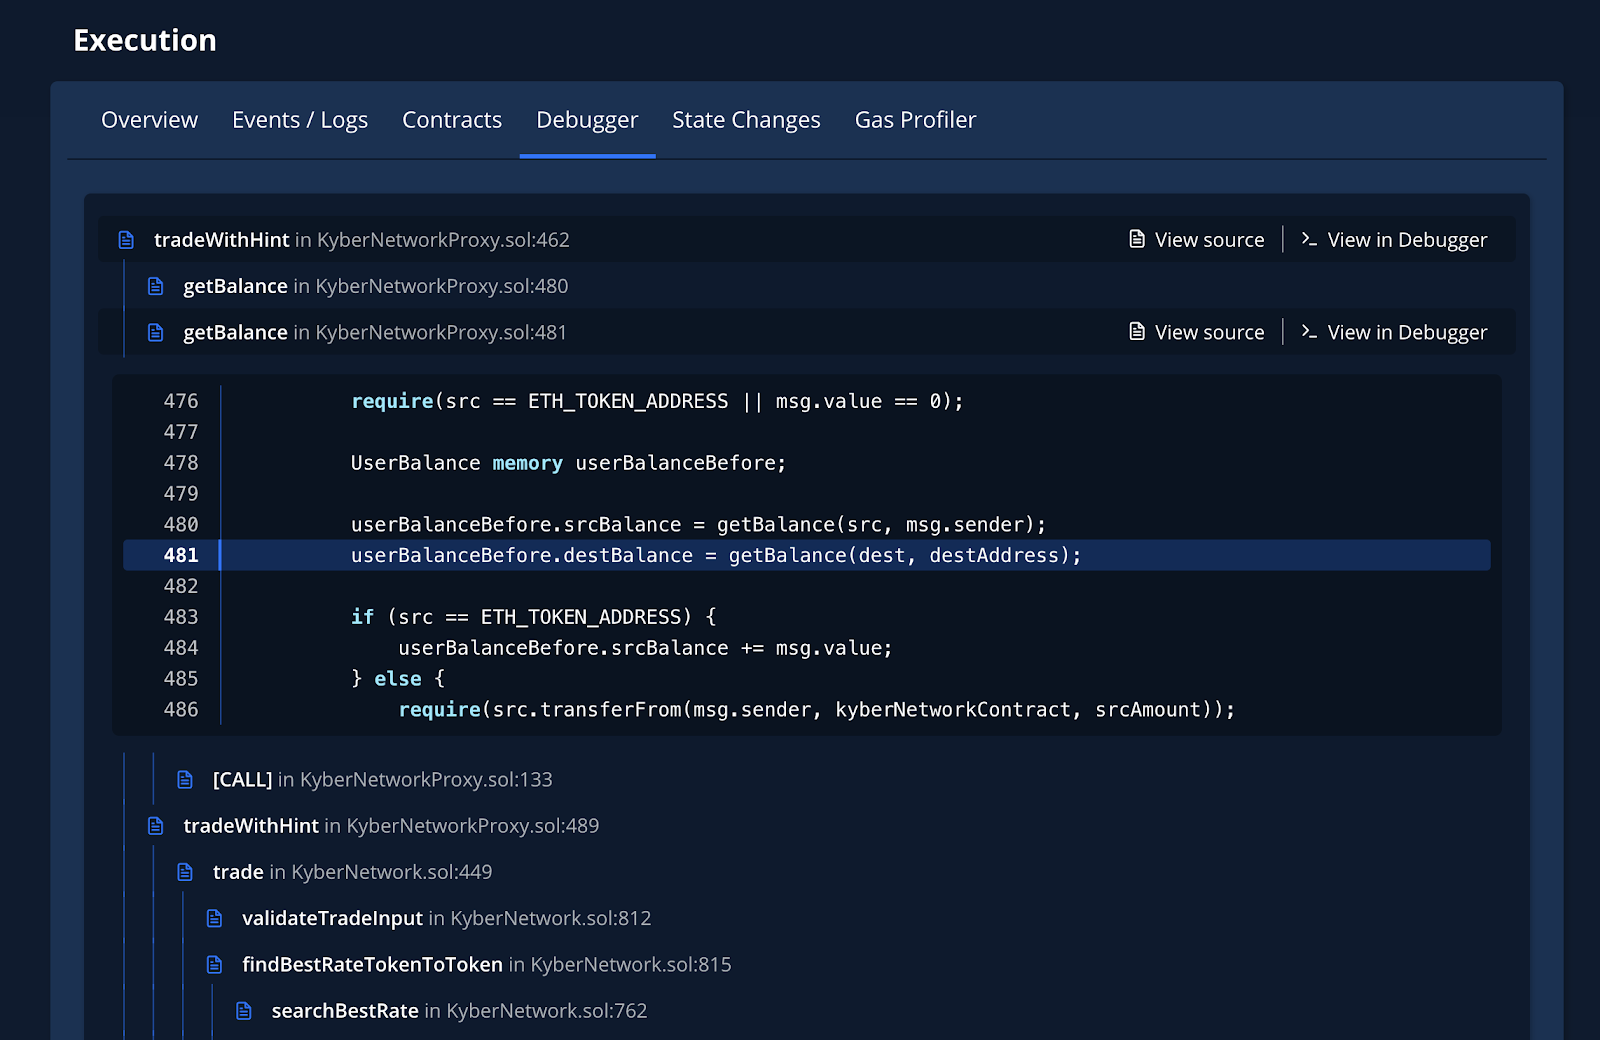 Execution
Overview Events / Logs Contracts Debugger State Changes Gas Profiler
tradeWithHint in KyberNetworkProxy.sol:462 View source >_ View in Debugger
getBalance in KyberNetworkProxy.sol:480
getBalance in KyberNetworkProxy.sol:481 View source >_ View in Debugger
476 require(src == ETH_TOKEN_ADDRESS || msg.value == 0);
477
478 UserBalance memory userBalanceBefore;
479
480 userBalanceBefore.srcBalance = getBalance(src, msg.sender);
481 userBalanceBefore.destBalance = getBalance(dest, destAddress);
482
483 if (src == ETH_TOKEN_ADDRESS) {
484 userBalanceBefore.srcBalance += msg.value;
485 } else {
486 require(src.transferFrom(msg.sender, kyberNetworkContract, srcAmount));
[CALL] in KyberNetworkProxy.sol:133
tradeWithHint in KyberNetworkProxy.sol:489
trade in KyberNetwork.sol:449
validateTradeInput in KyberNetwork.sol:812
findBestRateTokenToToken in KyberNetwork.sol:815
searchBestRate in KyberNetwork.sol:762